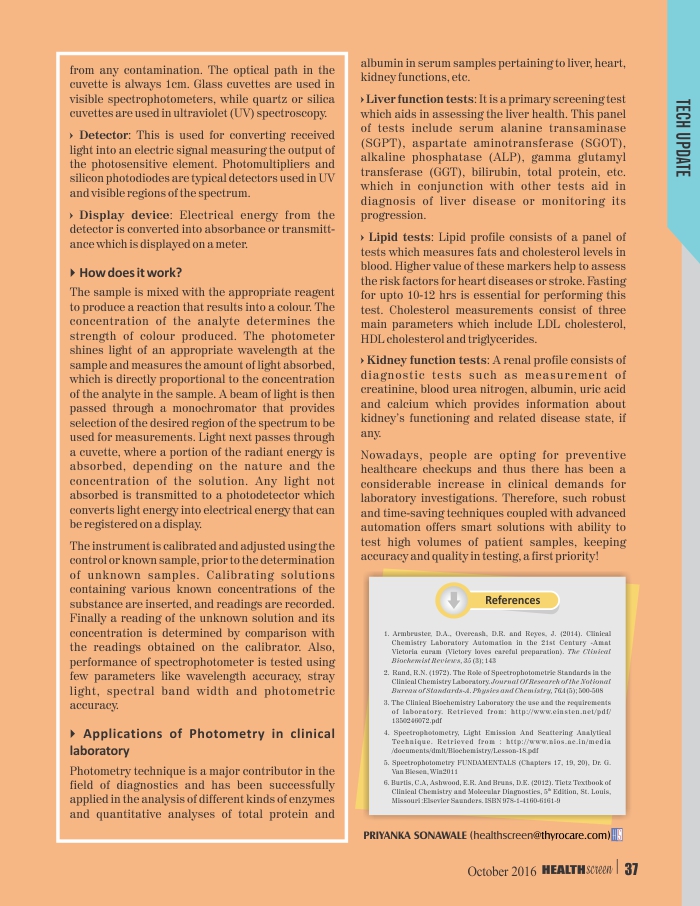 from any contamination. The optical path in the
cuvette is always 1cm. Glass cuvettes are used in
visible spectrophotometers, while quartz or silica
cuvettes are used in ultraviolet (UV) spectroscopy.
› Detector: This is used for converting received
light into an electric signal measuring the output of
the photosensitive element. Photomultipliers and
silicon photodiodes are typical detectors used in UV
and visible regions of the spectrum.
› Display device: Electrical energy from the
detector is converted into absorbance or transmitt-
ance which is displayed on a meter.
How does it work?
The sample is mixed with the appropriate reagent
to produce a reaction that results into a colour. The
concentration of the analyte determines the
strength of colour produced. The photometer
shines light of an appropriate wavelength at the
sample and measures the amount of light absorbed,
which is directly proportional to the concentration
of the analyte in the sample. A beam of light is then
passed through a monochromator that provides
selection of the desired region of the spectrum to be
used for measurements. Light next passes through
a cuvette, where a portion of the radiant energy is
absorbed, depending on the nature and the
concentration of the solution. Any light not
absorbed is transmitted to a photodetector which
converts light energy into electrical energy that can
be registered on a display.
The instrument is calibrated and adjusted using the
control or known sample, prior to the determination
of unknown samples. Calibrating solutions
containing various known concentrations of the
substance are inserted, and readings are recorded.
Finally a reading of the unknown solution and its
concentration is determined by comparison with
the readings obtained on the calibrator. Also,
performance of spectrophotometer is tested using
few parameters like wavelength accuracy, stray
light, spectral band width and photometric
accuracy.
Applications of Photometry in clinical
laboratory
Photometry technique is a major contributor in the
field of diagnostics and has been successfully
applied in the analysis of different kinds of enzymes
and quantitative analyses of total protein and
albumin in serum samples pertaining to liver, heart,
kidney functions, etc.
› Liver function tests: It is a primary screening test
which aids in assessing the liver health. This panel
of tests include serum alanine transaminase
(SGPT), aspartate aminotransferase (SGOT),
alkaline phosphatase (ALP), gamma glutamyl
transferase (GGT), bilirubin, total protein, etc.
which in conjunction with other tests aid in
diagnosis of liver disease or monitoring its
progression.
› Lipid tests: Lipid profile consists of a panel of
tests which measures fats and cholesterol levels in
blood. Higher value of these markers help to assess
the risk factors for heart diseases or stroke. Fasting
for upto 10-12 hrs is essential for performing this
test. Cholesterol measurements consist of three
main parameters which include LDL cholesterol,
HDL cholesterol and triglycerides.
› Kidney function tests: A renal profile consists of
diagnostic tests such as measurement of
creatinine, blood urea nitrogen, albumin, uric acid
and calcium which provides information about
kidney's functioning and related disease state, if
any.
Nowadays, people are opting for preventive
healthcare checkups and thus there has been a
considerable increase in clinical demands for
laboratory investigations. Therefore, such robust
and time-saving techniques coupled with advanced
automation offers smart solutions with ability to
test high volumes of patient samples, keeping
accuracy and quality in testing, a first priority!
References
1. Armbruster, D.A., Overcash, D.R. and Reyes, J. (2014). Clinical
Chemistry Laboratory Automation in the 21st Century -Amat
Victoria curam (Victory loves careful preparation). The Clinical
Biochemist Reviews, 35 (3); 143
2. Rand, R.N. (1972). The Role of Spectrophotometric Standards in the
Clinical Chemistry Laboratory. Journal Of Research of the National
Bureau of Standards-A. Physics and Chemistry, 76A(5); 500-508
3. The Clinical Biochemistry Laboratory the use and the requirements
of laboratory. Retrieved from: http://www.einsten.net/pdf/
1350246072.pdf
4. Spectrophotometry, Light Emission And Scattering Analytical
Technique. Retrieved from : http://www.nios.ac.in/media
/documents/dmlt/Biochemistry/Lesson-18.pdf
5. Spectrophotometry FUNDAMENTALS (Chapters 17, 19, 20), Dr. G.
Van Biesen, Win2011
6. Burtis, C.A, Ashwood, E.R. And Bruns, D.E. (2012). Tietz Textbook of
Clinical Chemistry and Molecular Diagnostics, 5th Edition, St. Louis,
Missouri :Elsevier Saunders. ISBN 978-1-4160-6161-9
PRIYANKA SONAWALE (healthscreen@thyrocare.com)
TECH UPDATE
October 2016 HEALTHscreen | 37